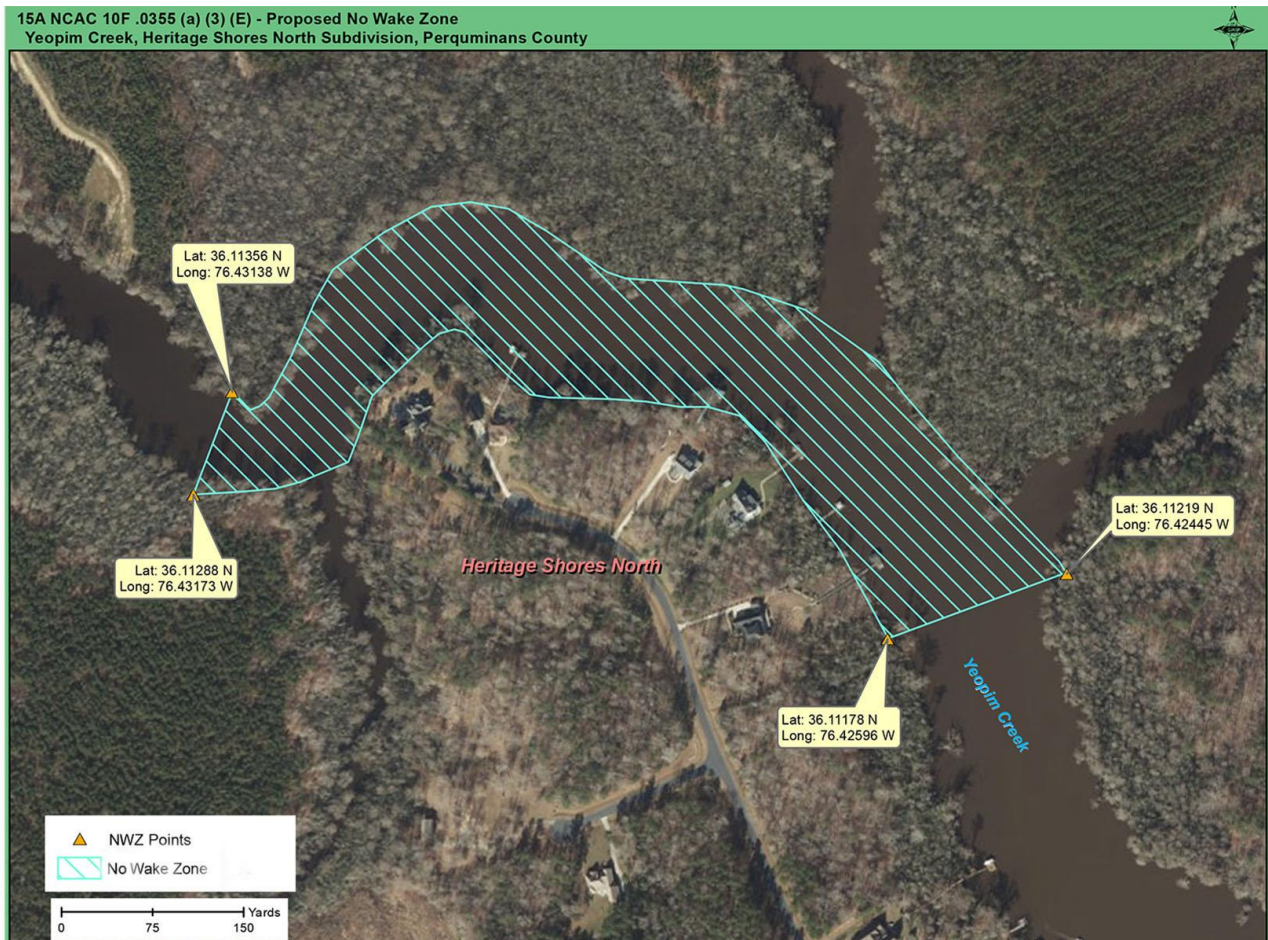 15A NCAC 10F .0355 (a) (3) (E) - Proposed No Wake Zone
Yeopim Creek, Heritage Shores North Subdivision, Perquminans County
Lat: 36.11356 N
Long: 76.43138 W
Lat: 36.11288 N
Long: 76.43173 W
Heritage Shores North
Lat: 36.11219 N
Long: 76.42445 W
Lat: 36.11178 N
Long: 76.42596 W
Yeopim Creek
NWZ Points
No Wake Zone
Yards
0 75 150